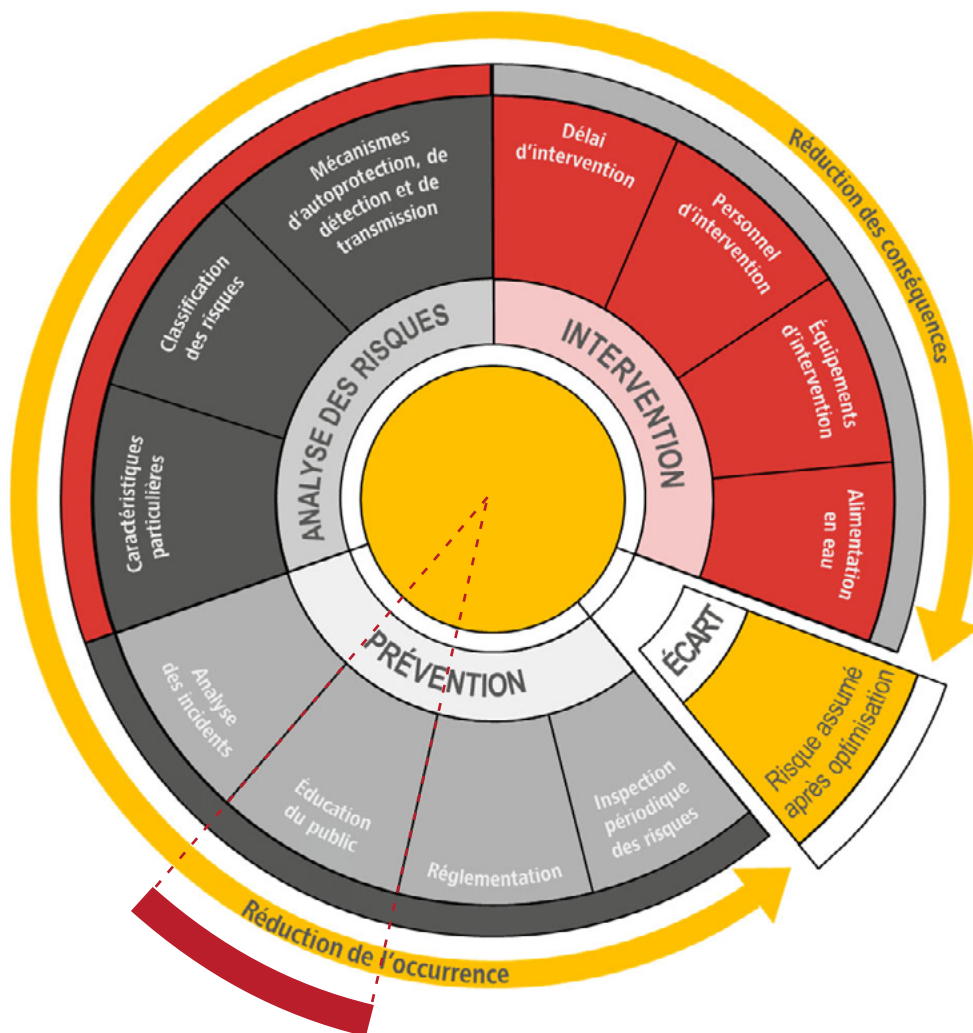 Réduction des conséquences
Mécanismes
d'autoprotection, de
détection et de
transmission
Délai
d'intervention
Personnel
d'intervention
Classification
des risques
Équipements
d'intervention
ANALYSE DES RISQUES
INTERVENTION
Caractéristiques
particulières
Alimentation
en eau
ÉCART
PRÉVENTION
Risque assumé
après optimisation
Analyse
des incidents
Éducation
du public
Réglementation
Inspection
périodique
des risques
Réduction de l'occurrence